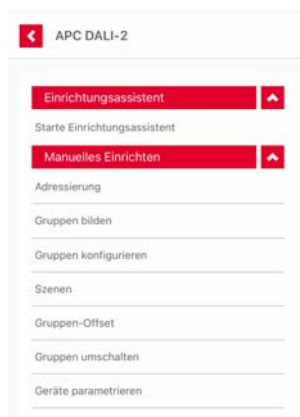 APC DALI-2
Einrichtungsassistent
Starte Einrichtungsassistent
Manuelles Einrichten
Adressierung
Gruppen bilden
Gruppen konfigurieren
Szenen
Gruppen-Offset
Gruppen umschalten
Geräte parametrieren